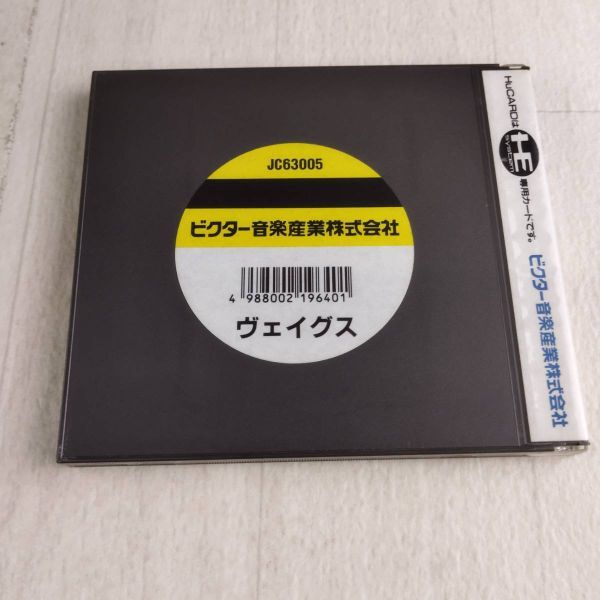 JC63005
ビクター音楽産業株式会社
4 988002 196401
ヴェイグス
HuCARDは HE SYSTEM 専用カードです。 ビクター音楽産業株式会社